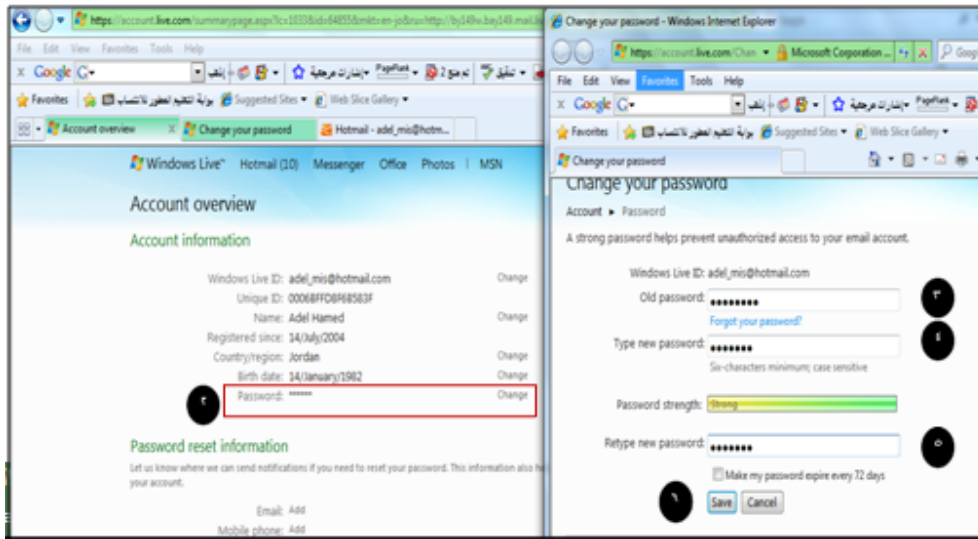 https://account.live.com/summarypage.aspx?
File Edit View Favorites Tools Help
x Google G
PageRank
Favorites Suggested Sites Web Slice Gallery
Account overview x Change your password Hotmail - adel_mis@hotm...
Windows Live™ Hotmail (10) Messenger Office Photos | MSN
Account overview
Account information
Windows Live ID: adel_mis@hotmail.com Change
Unique ID:
Name: Adel Hamed Change
Registered since: 14/July/2004
Country/region: Jordan Change
Birth date: 14/January/1982 Change
٢
Password: ****** Change
Password reset information
Let us know where we can send notifications if you need to reset your password. This information also
your account.
Email: Add
Mobile phone: Add
Change your password - Windows Internet Explorer
https://account.live.com/Chan Microsoft Corporation ...
File Edit View Favorites Tools Help
x Google G
PageRank
Favorites Suggested Sites Web Slice Gallery
Change your password
Change your password
Account ▸ Password
A strong password helps prevent unauthorized access to your email account.
Windows Live ID: adel_mis@hotmail.com
Old password: ●●●●●●●●
٣
Forgot your password?
Type new password: ●●●●●●●
٤
Six-characters minimum; case sensitive
Password strength: Strong
Retype new password: ●●●●●●●
٥
Make my password expire every 72 days
٦
Save Cancel